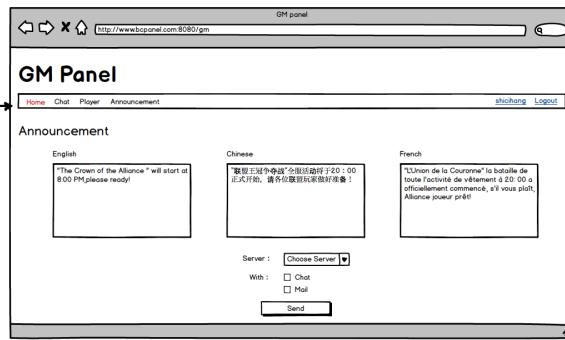 GM panel
http://www.bcpanel.com:8080/gm
GM Panel
Home Chat Player Announcement shicihang Logout
Announcement
English
"The Crown of the Alliance " will start at
8:00 PM,please ready!
Chinese
"联盟王冠争夺战"全服活动将于20：00
正式开始，请各位联盟玩家做好准备！
French
"L'Union de la Couronne" la bataille de
toute l'activité de vêtement à 20: 00 a
officiellement commencé, s'il vous plaît,
Alliance joueur prêt!
Server : Choose Server
With : Chat
Mail
Send